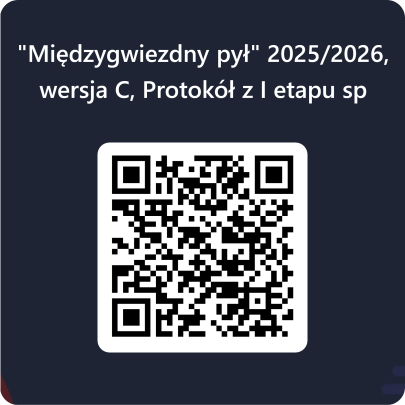 "Międzygwiezdny pył" 2025/2026,
wersja C, Protokół z I etapu sp